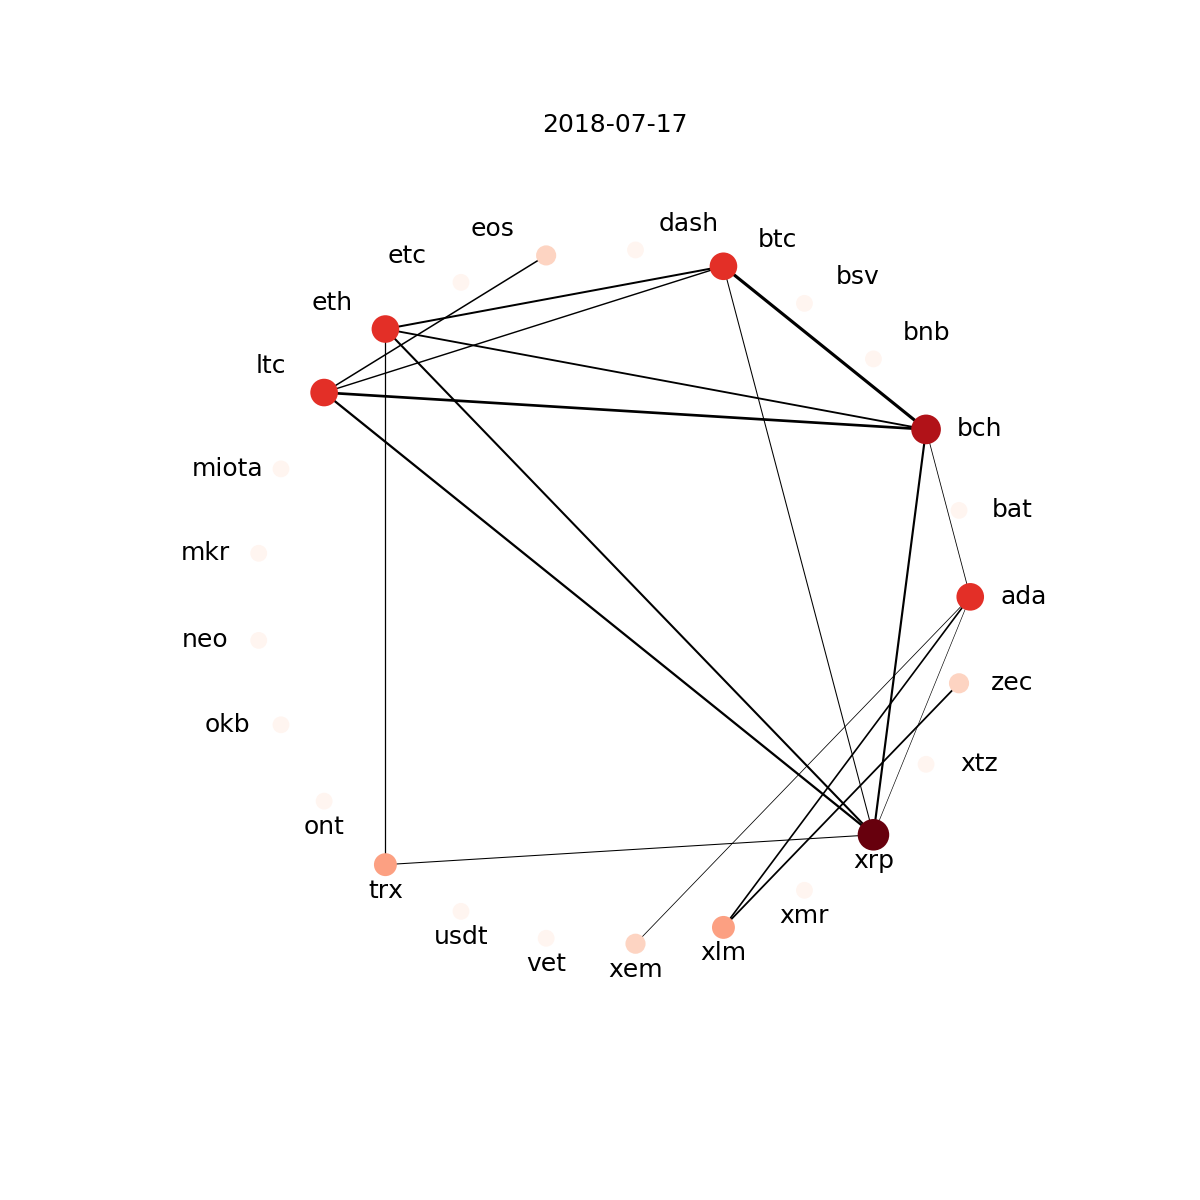 2018-07-17
dash
eos
btc
etc
bsv
eth
bnb
ltc
bch
miota
bat
mkr
ada
neo
zec
okb
xtz
ont
xrp
trx
xmr
usdt
xlm
vet
xem